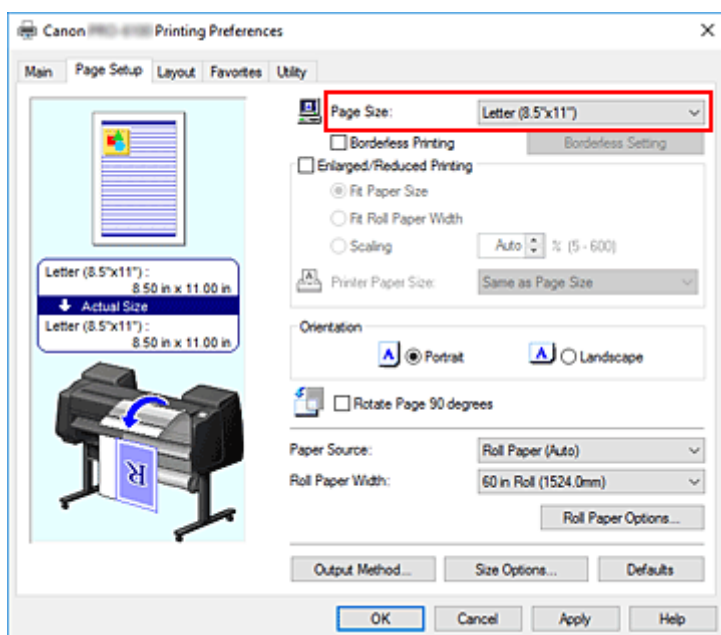 Canon Printing Preferences
Main Page Setup Layout Favorites Utility
Page Size: Letter (8.5"x11")
Borderless Printing Borderless Setting
Enlarged/Reduced Printing
Fit Paper Size
Fit Roll Paper Width
Scaling Auto % (5 - 600)
Printer Paper Size: Same as Page Size
Letter (8.5"x11") :
8.50 in x 11.00 in
Actual Size
Letter (8.5"x11") :
8.50 in x 11.00 in
Orientation
A Portrait A Landscape
Rotate Page 90 degrees
R
Paper Source: Roll Paper (Auto)
Roll Paper Width: 60 in Roll (1524.0mm)
Roll Paper Options...
Output Method... Size Options... Defaults
OK Cancel Apply Help